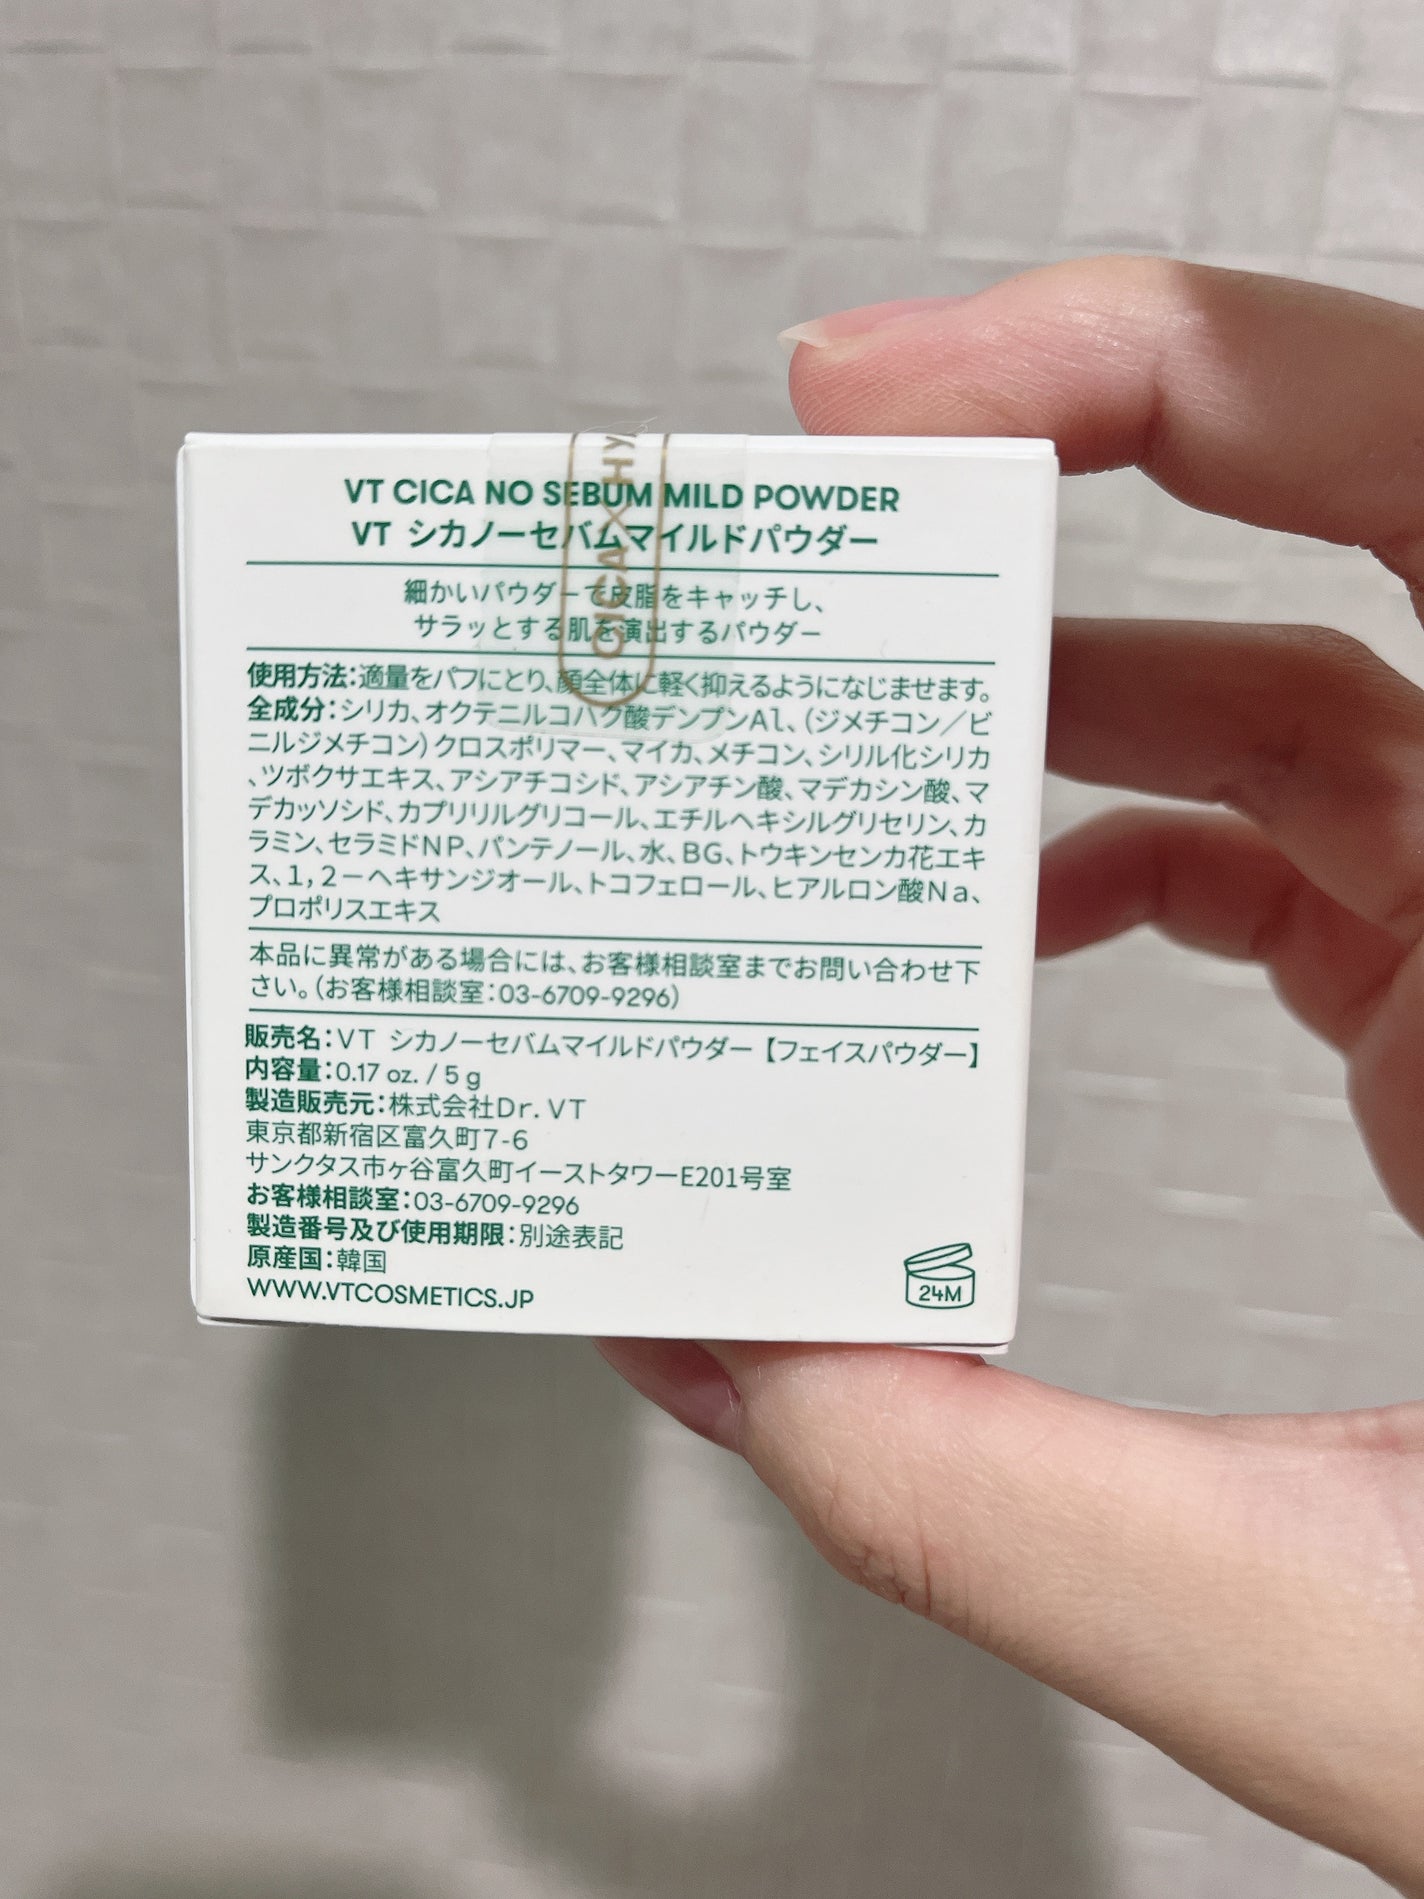 VT CICA NO SEBUM MILD POWDER
VT シカノーセバムマイルドパウダー
細かいパウダーで皮脂をキャッチし、
サラッとする肌を演出するパウダー
使用方法：適量をパフにとり、顔全体に軽く抑えるようになじませます。
全成分：シリカ、オクテニルコハク酸デンプンAl、（ジメチコン／ビ
ニルジメチコン）クロスポリマー、マイカ、メチコン、シリル化シリカ
、ツボクサエキス、アシアチコシド、アシアチン酸、マデカシン酸、マ
デカッソシド、カプリリルグリコール、エチルヘキシルグリセリン、カ
ラミン、セラミドNP、パンテノール、水、BG、トウキンセンカ花エキ
ス、1，2－ヘキサンジオール、トコフェロール、ヒアルロン酸Na、
プロポリスエキス
本品に異常がある場合には、お客様相談室までお問い合わせ下
さい。（お客様相談室：03-6709-9296）
販売名：VT シカノーセバムマイルドパウダー【フェイスパウダー】
内容量：0.17 oz. / 5 g
製造販売元：株式会社Dr. VT
東京都新宿区富久町7-6
サンクタス市ヶ谷富久町イーストタワーE201号室
お客様相談室：03-6709-9296
製造番号及び使用期限：別途表記
原産国：韓国
WWW.VTCOSMETICS.JP
24M
CICA × Hy